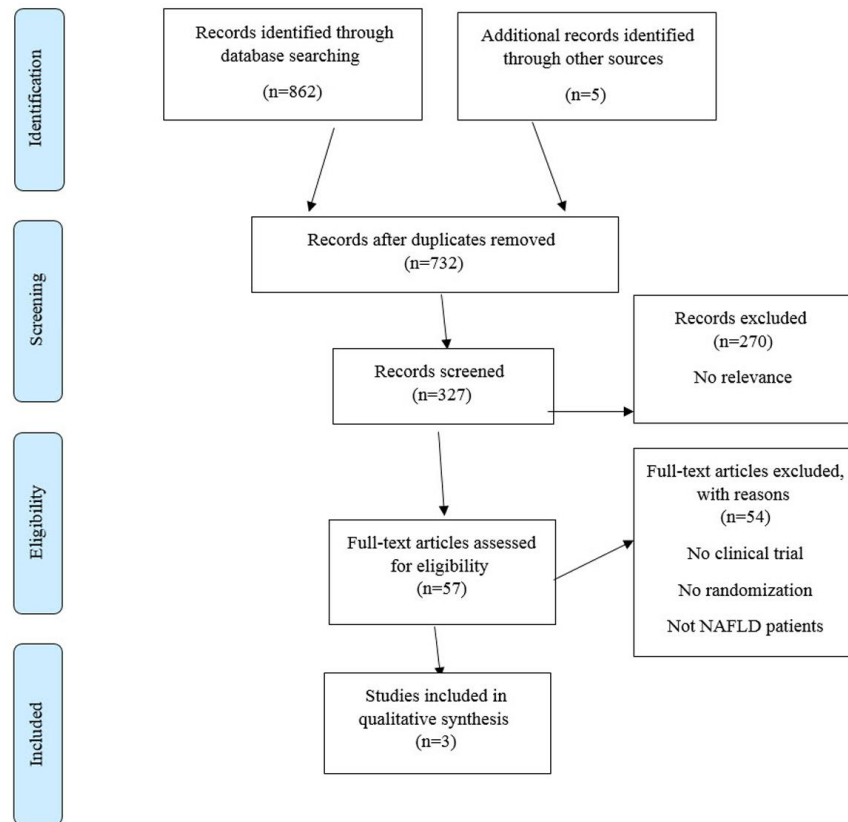 Identification
Records identified through
database searching
(n=862)
Additional records identified
through other sources
(n=5)
Screening
Records after duplicates removed
(n=732)
Records screened
(n=327)
Records excluded
(n=270)
No relevance
Eligibility
Full-text articles assessed
for eligibility
(n=57)
Full-text articles excluded,
with reasons
(n=54)
No clinical trial
No randomization
Not NAFLD patients
Included
Studies included in
qualitative synthesis
(n=3)